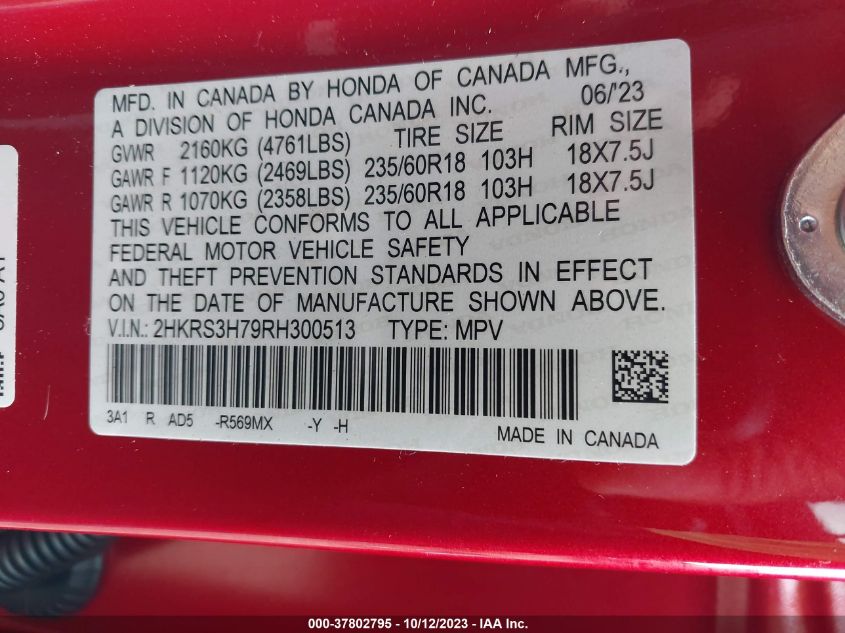 MFD. IN CANADA BY HONDA OF CANADA MFG.,
A DIVISION OF HONDA CANADA INC. 06/'23
GVWR 2160KG (4761LBS) TIRE SIZE RIM SIZE
GAWR F 1120KG (2469LBS) 235/60R18 103H 18X7.5J
GAWR R 1070KG (2358LBS) 235/60R18 103H 18X7.5J
THIS VEHICLE CONFORMS TO ALL APPLICABLE
FEDERAL MOTOR VEHICLE SAFETY
AND THEFT PREVENTION STANDARDS IN EFFECT
ON THE DATE OF MANUFACTURE SHOWN ABOVE.
V.I.N.: 2HKRS3H79RH300513 TYPE: MPV
3A1 R AD5 -R569MX -Y -H
MADE IN CANADA
000-37802795 - 10/12/2023 - IAA Inc.